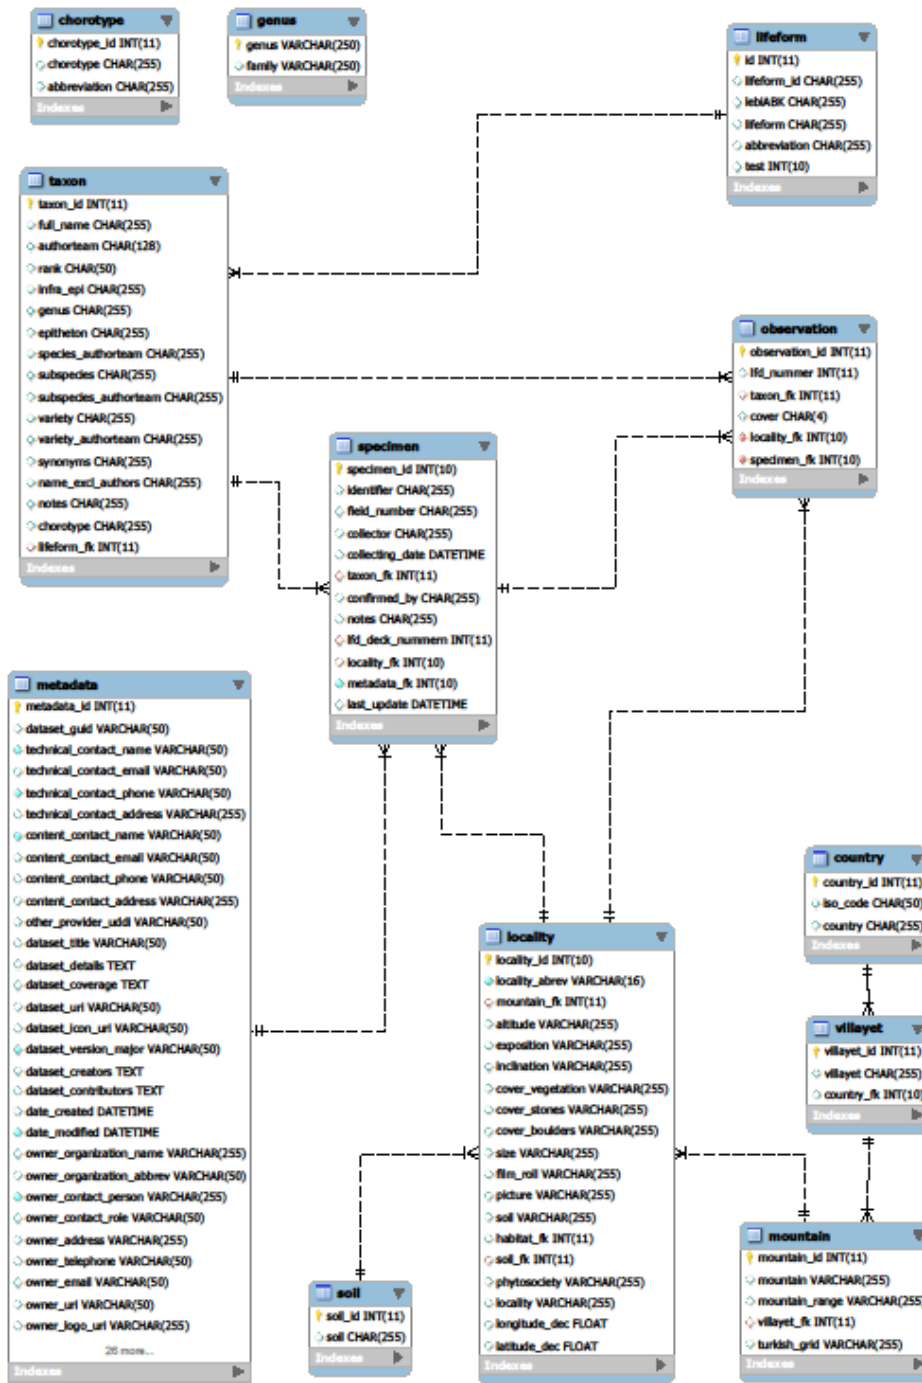 chorotype
chorotype_id INT(11)
chorotype CHAR(255)
abbreviation CHAR(255)
Indexes
genus
genus VARCHAR(250)
family VARCHAR(250)
Indexes
lifeform
id INT(11)
lifeform_id CHAR(255)
lebiABK CHAR(255)
lifeform CHAR(255)
abbreviation CHAR(255)
test INT(10)
Indexes
taxon
taxon_id INT(11)
full_name CHAR(255)
authorteam CHAR(128)
rank CHAR(50)
infra_epi CHAR(255)
genus CHAR(255)
epitheton CHAR(255)
species_authorteam CHAR(255)
subspecies CHAR(255)
subspecies_authorteam CHAR(255)
variety CHAR(255)
variety_authorteam CHAR(255)
synonyms CHAR(255)
name_excl_authors CHAR(255)
notes CHAR(255)
chorotype CHAR(255)
lifeform_fk INT(11)
Indexes
observation
observation_id INT(11)
lfd_nummer INT(11)
taxon_fk INT(11)
cover CHAR(4)
locality_fk INT(10)
specimen_fk INT(10)
Indexes
specimen
specimen_id INT(10)
identifier CHAR(255)
field_number CHAR(255)
collector CHAR(255)
collecting_date DATETIME
taxon_fk INT(11)
confirmed_by CHAR(255)
notes CHAR(255)
lfd_deck_nummern INT(11)
locality_fk INT(10)
metadata_fk INT(10)
last_update DATETIME
Indexes
metadata
metadata_id INT(11)
dataset_guid VARCHAR(50)
technical_contact_name VARCHAR(50)
technical_contact_email VARCHAR(50)
technical_contact_phone VARCHAR(50)
technical_contact_address VARCHAR(255)
content_contact_name VARCHAR(50)
content_contact_email VARCHAR(50)
content_contact_phone VARCHAR(50)
content_contact_address VARCHAR(255)
other_provider_uddi VARCHAR(50)
dataset_title VARCHAR(50)
dataset_details TEXT
dataset_coverage TEXT
dataset_uri VARCHAR(50)
dataset_icon_uri VARCHAR(50)
dataset_version_major VARCHAR(50)
dataset_creators TEXT
dataset_contributors TEXT
date_created DATETIME
date_modified DATETIME
owner_organization_name VARCHAR(255)
owner_organization_abbrev VARCHAR(50)
owner_contact_person VARCHAR(255)
owner_contact_role VARCHAR(50)
owner_address VARCHAR(255)
owner_telephone VARCHAR(50)
owner_email VARCHAR(50)
owner_uri VARCHAR(50)
owner_logo_uri VARCHAR(255)
26 more...
Indexes
locality
locality_id INT(10)
locality_abrev VARCHAR(16)
mountain_fk INT(11)
altitude VARCHAR(255)
exposition VARCHAR(255)
inclination VARCHAR(255)
cover_vegetation VARCHAR(255)
cover_stones VARCHAR(255)
cover_boulders VARCHAR(255)
size VARCHAR(255)
film_roll VARCHAR(255)
picture VARCHAR(255)
soil VARCHAR(255)
habitat_fk INT(11)
soil_fk INT(11)
phytosociety VARCHAR(255)
locality VARCHAR(255)
longitude_dec FLOAT
latitude_dec FLOAT
Indexes
country
country_id INT(11)
iso_code CHAR(50)
country CHAR(255)
Indexes
villayet
villayet_id INT(11)
villayet CHAR(255)
country_fk INT(10)
Indexes
soil
soil_id INT(11)
soil CHAR(255)
Indexes
mountain
mountain_id INT(11)
mountain VARCHAR(255)
mountain_range VARCHAR(255)
villayet_fk INT(11)
turkish_grid VARCHAR(255)
Indexes